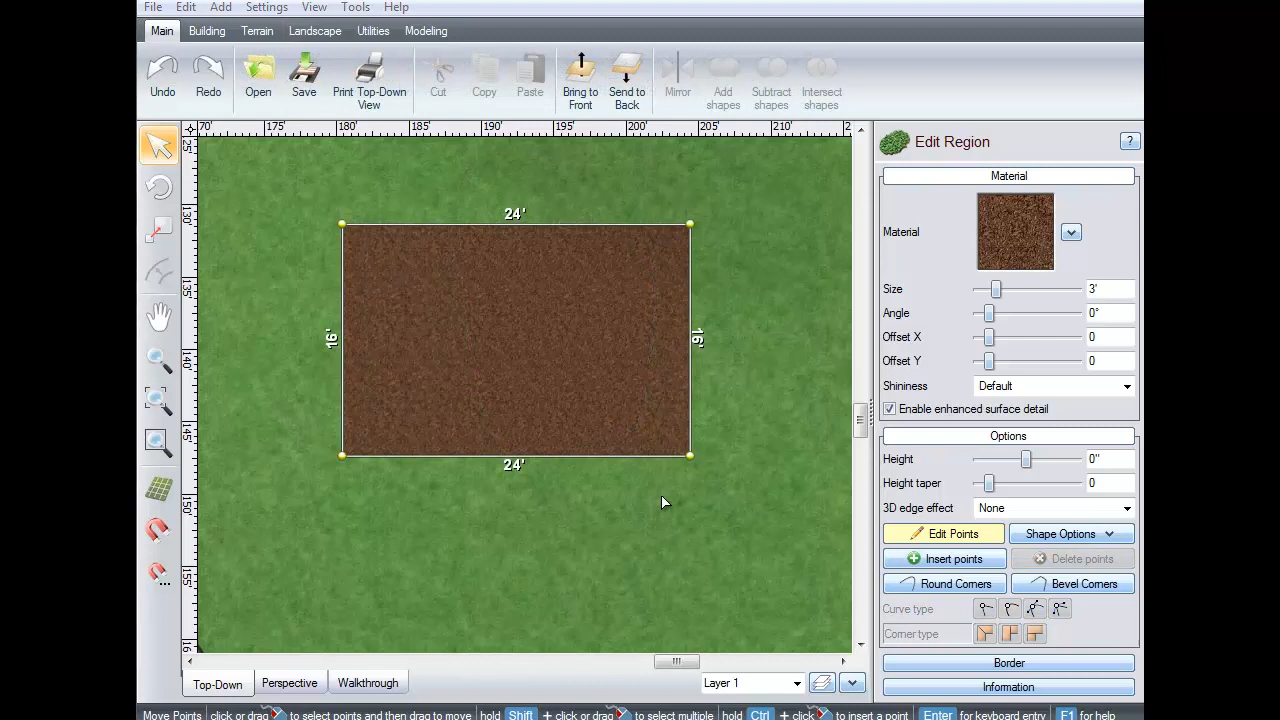 File Edit Add Settings View Tools Help
Main Building Terrain Landscape Utilities Modeling
Undo Redo Open Save Print Top-Down View Cut Copy Paste Bring to Front Send to Back Mirror Add shapes Subtract shapes Intersect shapes
70' 175' 180' 185' 190' 195' 200' 205' 210' 2
Edit Region ?
Material
Material
Size 3'
Angle 0°
Offset X 0
Offset Y 0
Shininess Default
Enable enhanced surface detail
Options
Height 0"
Height taper 0
3D edge effect None
Edit Points Shape Options
Insert points Delete points
Round Corners Bevel Corners
Curve type
Corner type
Border
Information
125'
130'
135'
140'
145'
150'
155'
16
24'
16'
16'
24'
Layer 1
Top-Down Perspective Walkthrough
Move Points click or drag to select points and then drag to move hold Shift + click or drag to select multiple hold Ctrl + click to insert a point Enter for keyboard entry F1 for help